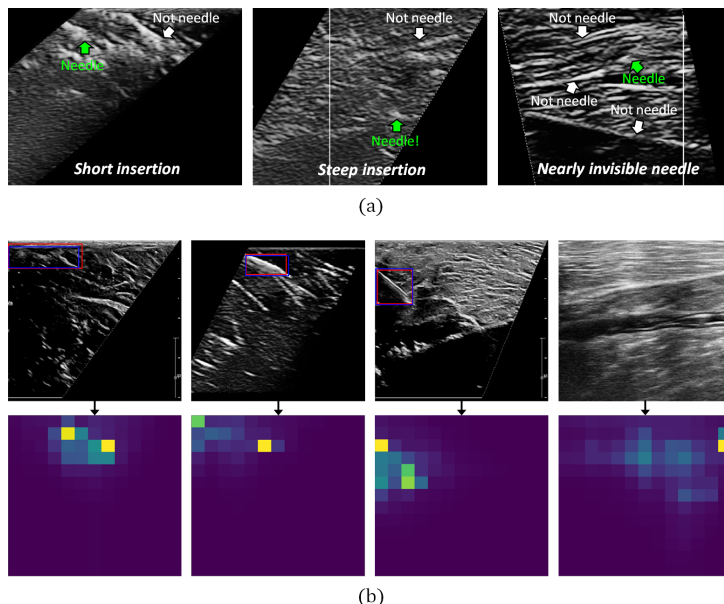 Not needle
Needle
Short insertion
Not needle
Needle!
Steep insertion
Not needle
Needle
Not needle
Not needle
Nearly invisible needle
(a)
(b)